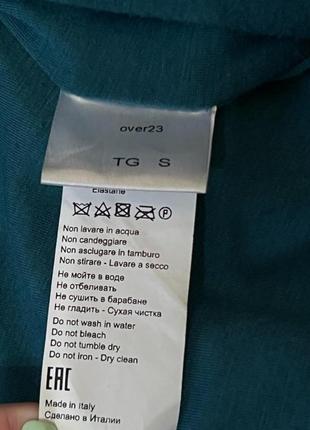 over23
TG S
Elastane
P
Non lavare in acqua
Non candeggiare
Non asciugare in tamburo
Non stirare - Lavare a secco
Не мойте в воде
Не отбеливать
Не сушить в барабане
Не гладить - Сухая чистка
Do not wash in water
Do not bleach
Do not tumble dry
Do not iron - Dry clean
EAC
Made in Italy
Сделано в Италии